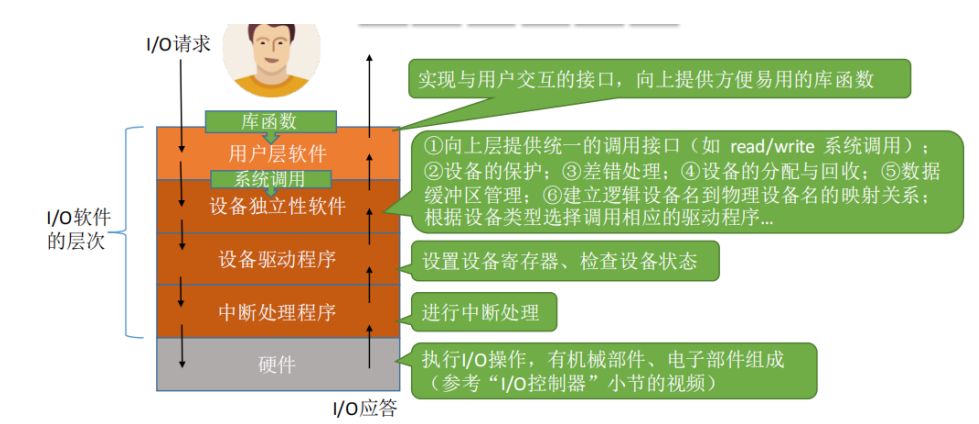 I/O请求
实现与用户交互的接口，向上提供方便易用的库函数
库函数
用户层软件
系统调用
①向上层提供统一的调用接口（如 read/write 系统调用）；
②设备的保护；③差错处理；④设备的分配与回收；⑤数据
缓冲区管理；⑥建立逻辑设备名到物理设备名的映射关系；
根据设备类型选择调用相应的驱动程序...
设备独立性软件
I/O软件
的层次
设备驱动程序
设置设备寄存器、检查设备状态
中断处理程序
进行中断处理
硬件
执行I/O操作，有机械部件、电子部件组成
（参考“I/O控制器”小节的视频）
I/O应答